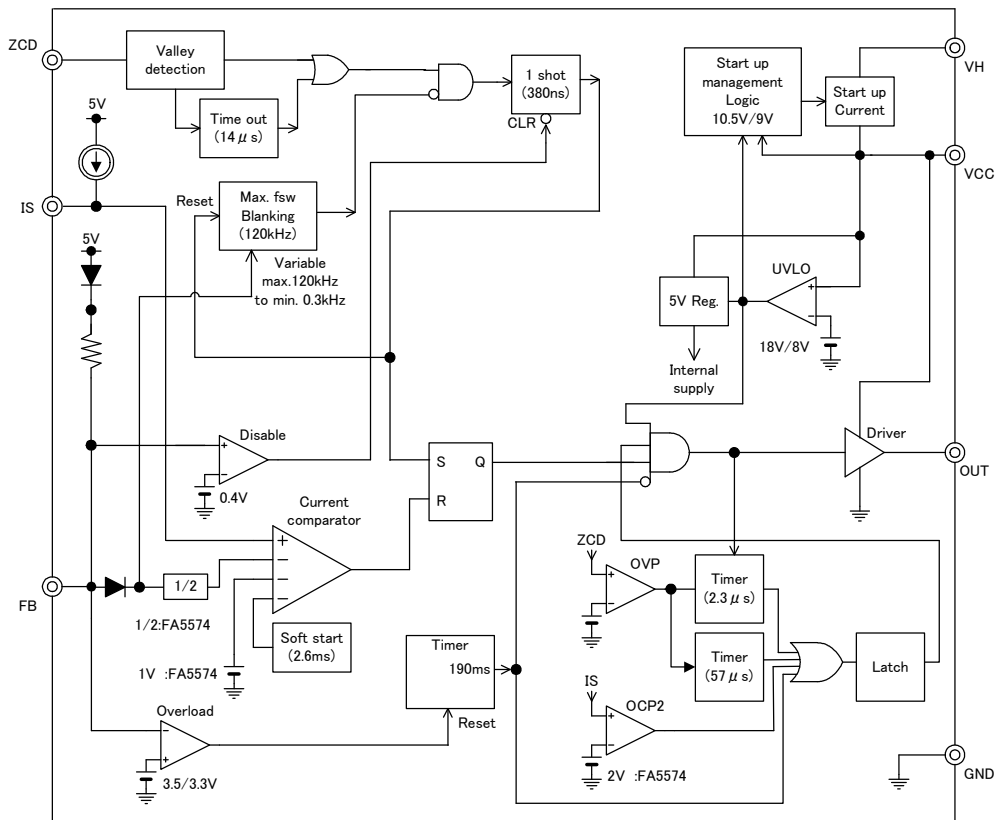 ZCD
Valley
detection
Time out
(14μs)
1 shot
(380ns)
CLR
Start up
management
Logic
10.5V/9V
Start up
Current
VH
VCC
5V
IS
Reset
Max. fsw
Blanking
(120kHz)
Variable
max.120kHz
to min. 0.3kHz
5V
5V Reg.
UVLO
18V/8V
Internal
supply
Disable
0.4V
S
Q
R
Driver
OUT
Current
comparator
FB
1/2
1/2:FA5574
Soft start
(2.6ms)
1V :FA5574
Timer
190ms
Reset
Overload
3.5/3.3V
ZCD
OVP
Timer
(2.3μs)
Timer
(57μs)
Latch
IS
OCP2
2V :FA5574
GND